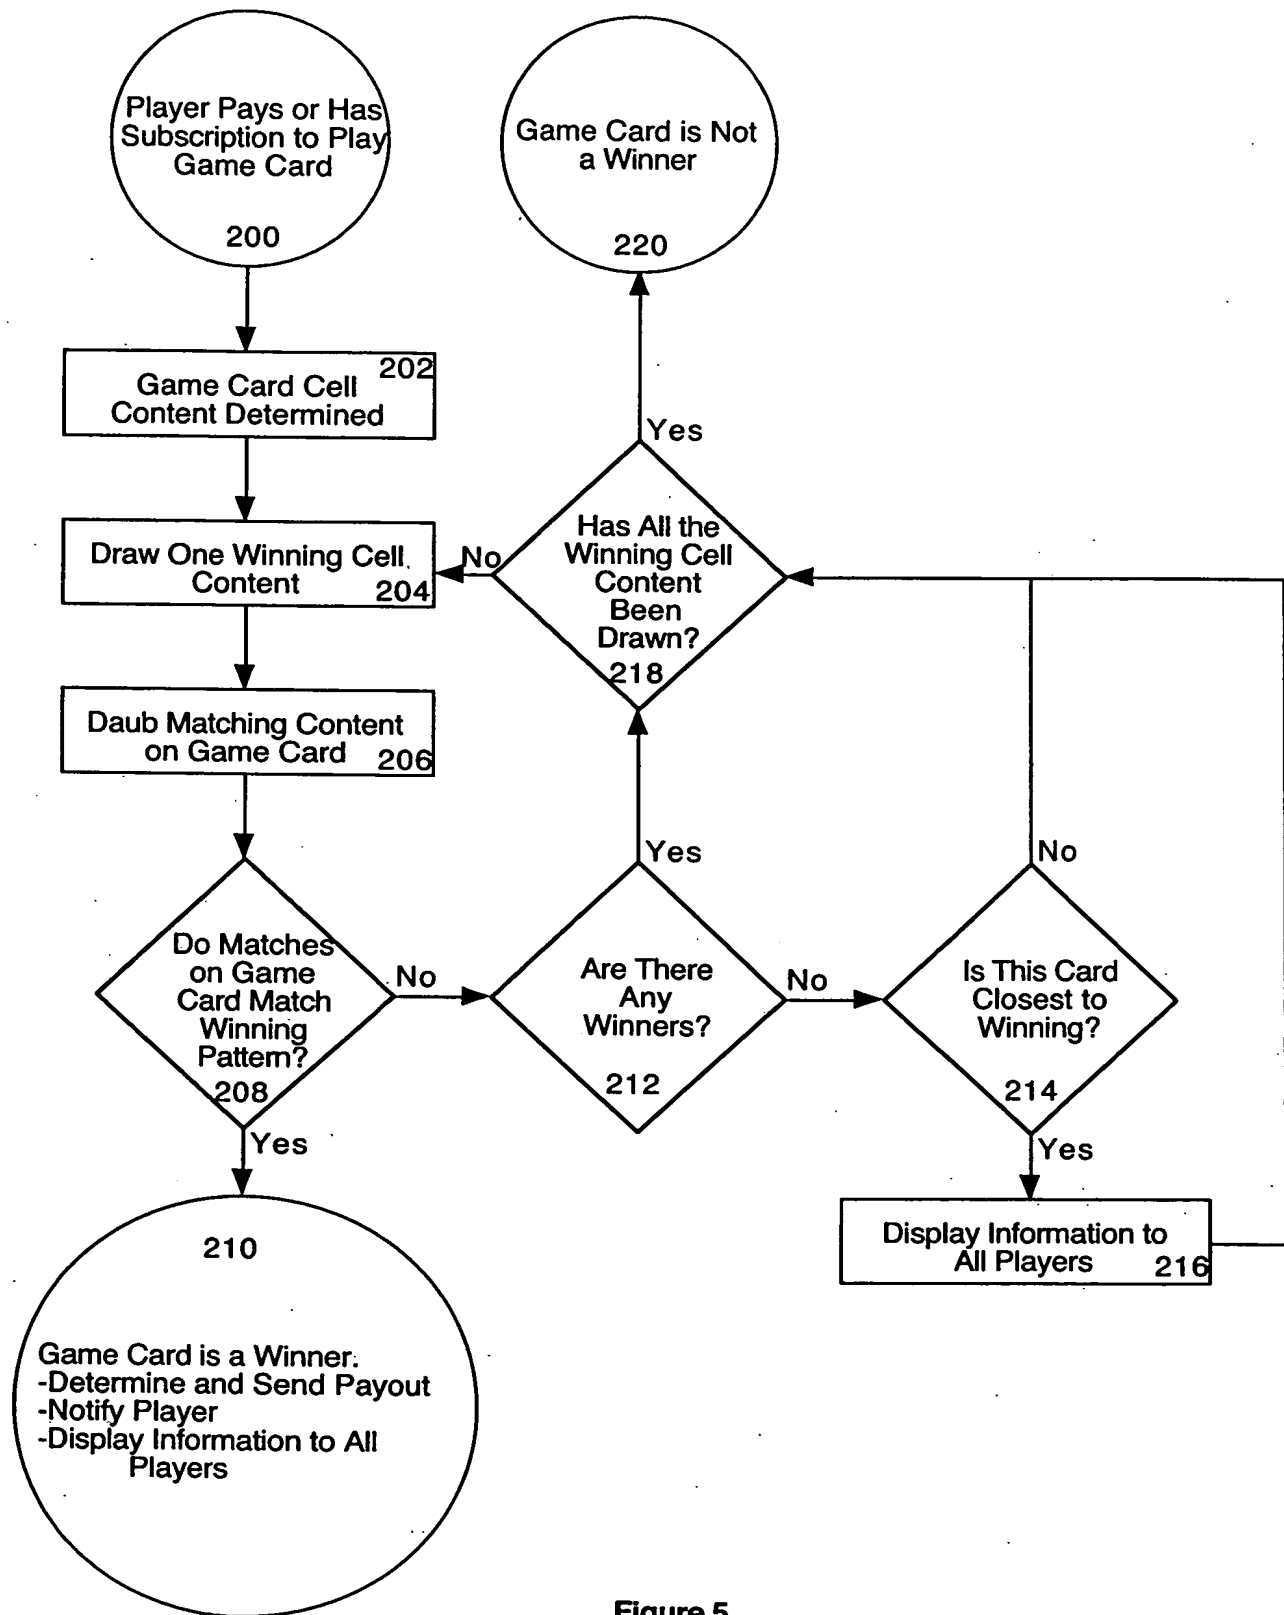 Player Pays or Has
Subscription to Play
Game Card
200
Game Card is Not
a Winner
220
202
Game Card Cell
Content Determined
Yes
Draw One Winning Cell
Content
204
No
Has All the
Winning Cell
Content
Been
Drawn?
218
Daub Matching Content
on Game Card
206
Yes
No
Do Matches
on Game
Card Match
Winning
Pattern?
208
No
Are There
Any
Winners?
212
No
Is This Card
Closest to
Winning?
214
Yes
Yes
Display Information to
All Players
216
210
Game Card is a Winner.
-Determine and Send Payout
-Notify Player
-Display Information to All
Players
Figure 5